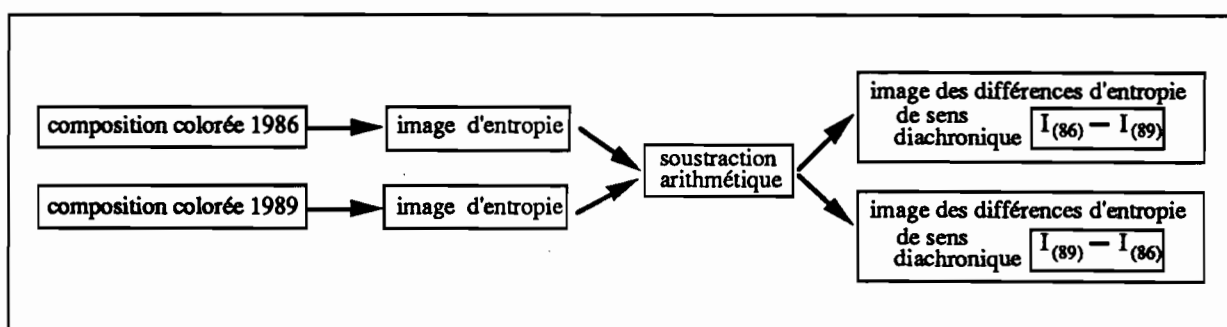 composition colorée 1986
image d'entropie
composition colorée 1989
image d'entropie
soustraction
arithmétique
image des différences d'entropie
de sens
diachronique I(86) − I(89)
image des différences d'entropie
de sens
diachronique I(89) − I(86)